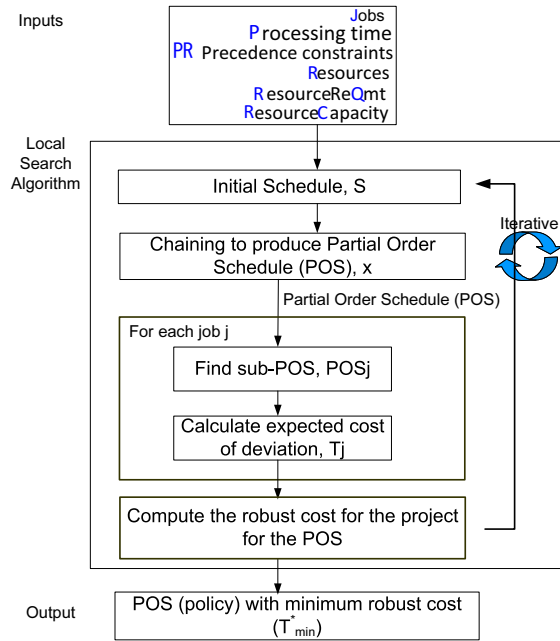 Inputs
Jobs
Processing time
PR Precedence constraints
Resources
ResourceReQmt
ResourceCapacity
Local
Search
Algorithm
Initial Schedule, S
Iterative
Chaining to produce Partial Order
Schedule (POS), x
Partial Order Schedule (POS)
For each job j
Find sub-POS, POSj
Calculate expected cost
of deviation, Tj
Compute the robust cost for the project
for the POS
Output
POS (policy) with minimum robust cost
(T*min)